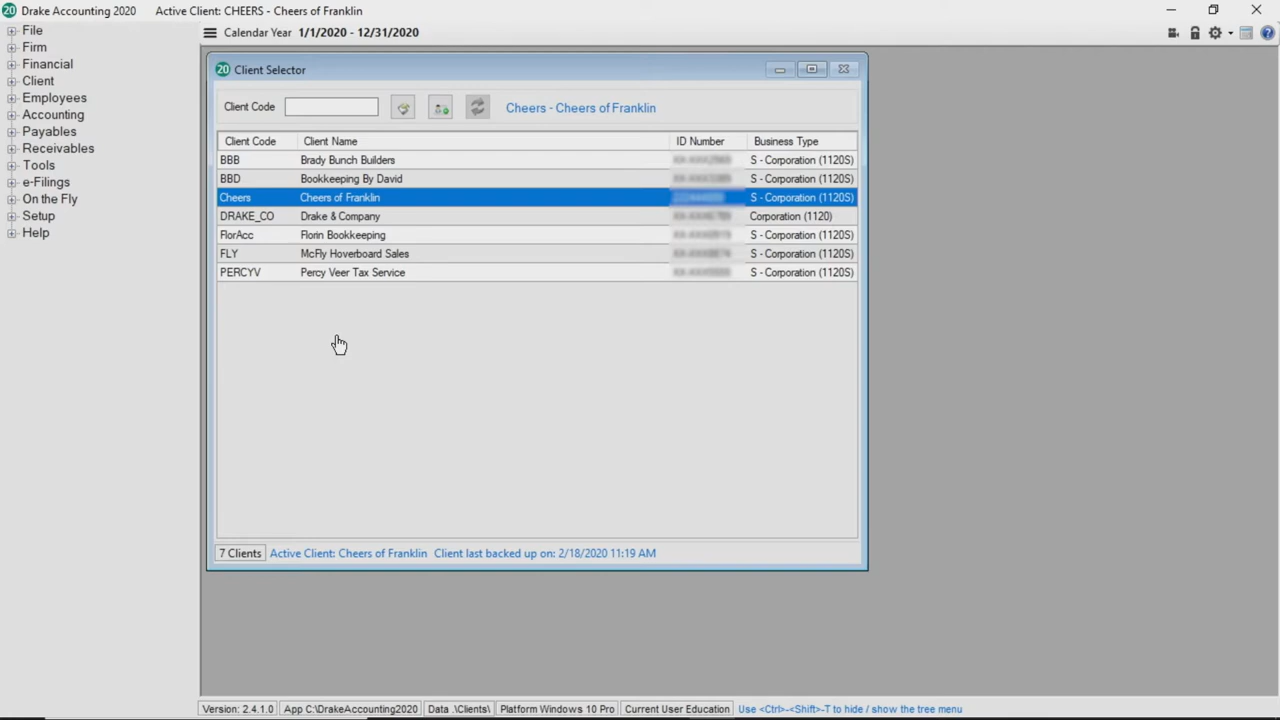 20 Drake Accounting 2020 Active Client: CHEERS - Cheers of Franklin
File
Firm
Financial
Client
Employees
Accounting
Payables
Receivables
Tools
e-Filings
On the Fly
Setup
Help
Calendar Year 1/1/2020 - 12/31/2020
20 Client Selector
Client Code Cheers - Cheers of Franklin
Client Code Client Name ID Number Business Type
BBB Brady Bunch Builders S - Corporation (1120S)
BBD Bookkeeping By David S - Corporation (1120S)
Cheers Cheers of Franklin S - Corporation (1120S)
DRAKE_CO Drake & Company Corporation (1120)
FlorAcc Florin Bookkeeping S - Corporation (1120S)
FLY McFly Hoverboard Sales S - Corporation (1120S)
PERCYV Percy Veer Tax Service S - Corporation (1120S)
7 Clients Active Client: Cheers of Franklin Client last backed up on: 2/18/2020 11:19 AM
Version: 2.4.1.0 App C:\DrakeAccounting2020 Data .\Clients\ Platform Windows 10 Pro Current User Education Use <Ctrl>-<Shift>-T to hide / show the tree menu